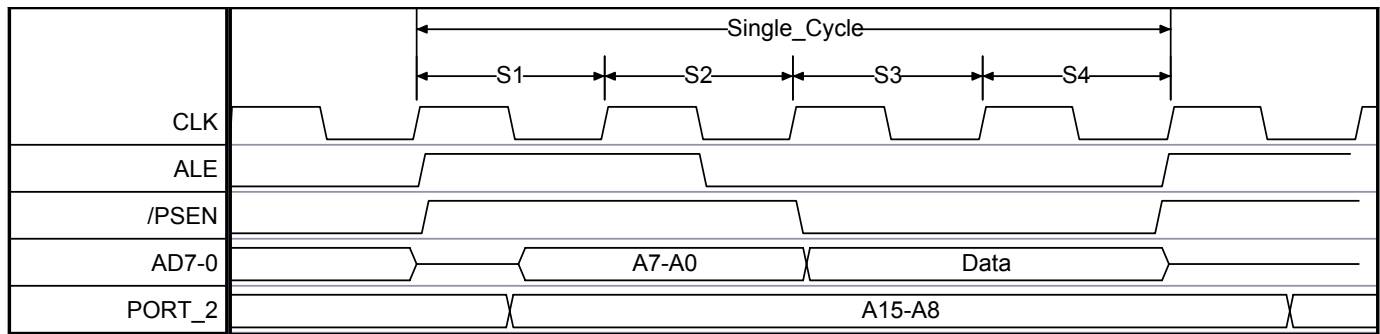 Single_Cycle
S1 S2 S3 S4
CLK
ALE
/PSEN
AD7-0 A7-A0 Data
PORT_2 A15-A8